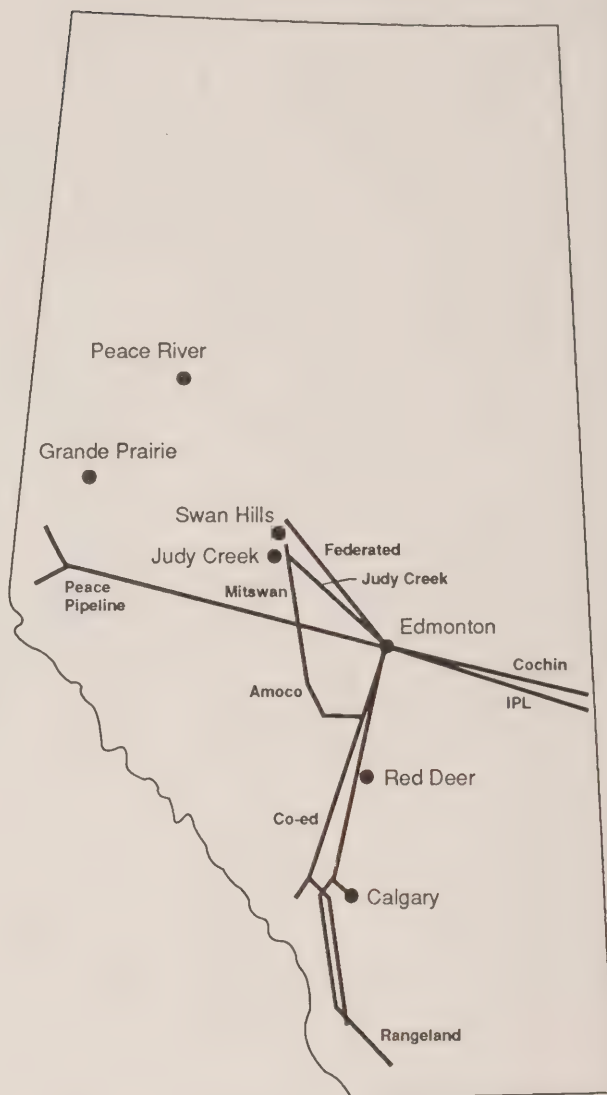 Peace River
Grande Prairie
Swan Hills
Federated
Judy Creek
Judy Creek
Mitswan
Peace
Pipeline
Edmonton
Cochin
IPL
Amoco
Red Deer
Co-ed
Calgary
Rangeland